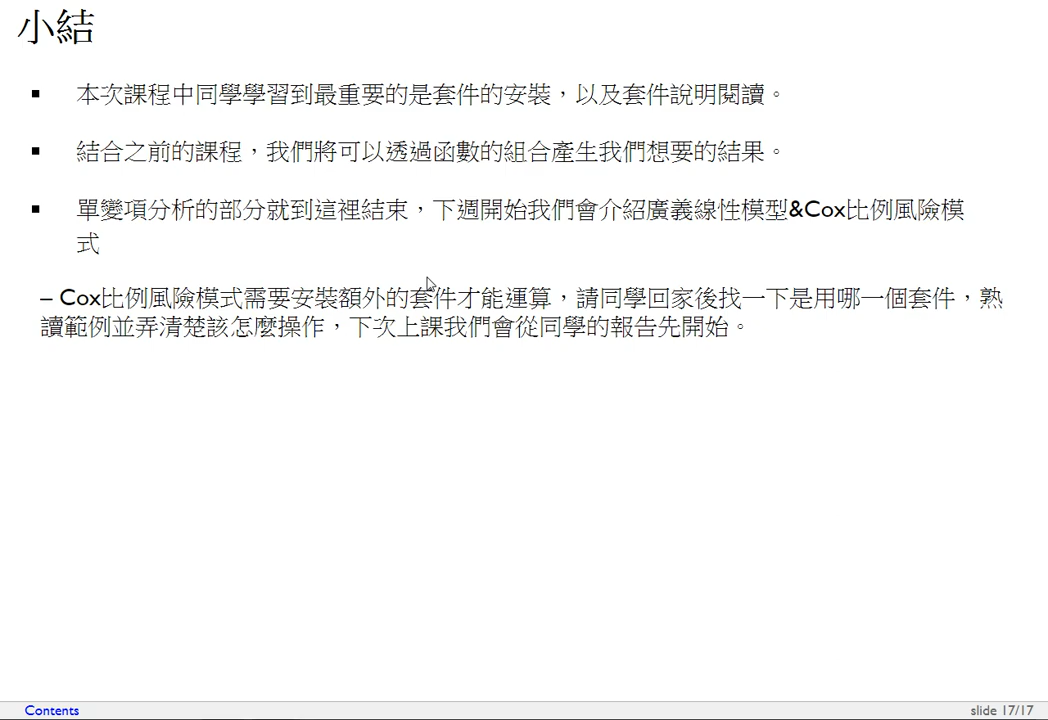 小結
▪ 本次課程中同學學習到最重要的是套件的安裝，以及套件說明閱讀。
▪ 結合之前的課程，我們將可以透過函數的組合產生我們想要的結果。
▪ 單變項分析的部分就到這裡結束，下週開始我們會介紹廣義線性模型&Cox比例風險模
式
– Cox比例風險模式需要安裝額外的套件才能運算，請同學回家後找一下是用哪一個套件，熟
讀範例並弄清楚該怎麼操作，下次上課我們會從同學的報告先開始。
Contents
slide 17/17